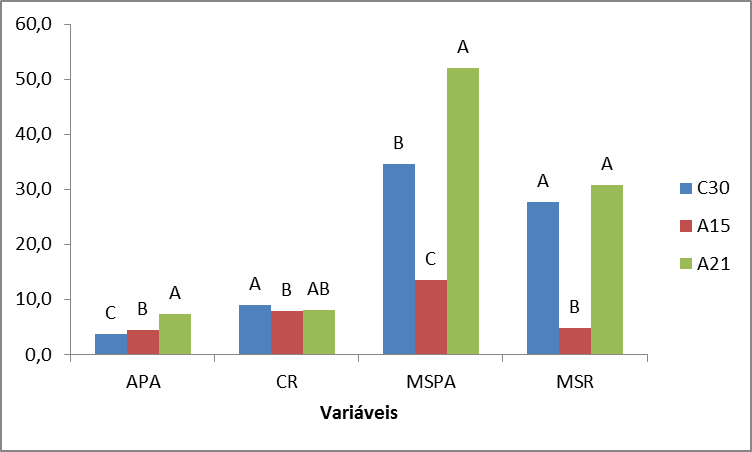 60,0
50,0
40,0
30,0
20,0
10,0
0,0
C B A
A B AB
B C A
A B A
APA CR MSPA MSR
Variáveis
C30
A15
A21